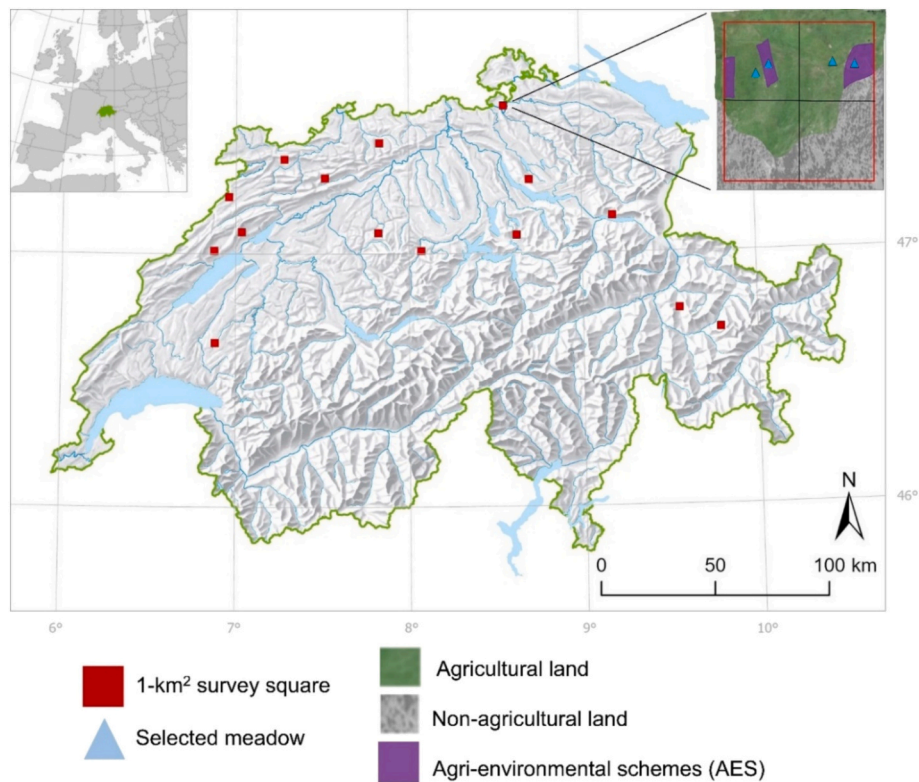 47°
46°
N
0 50 100 km
6° 7° 8° 9° 10°
1-km² survey square
Selected meadow
Agricultural land
Non-agricultural land
Agri-environmental schemes (AES)